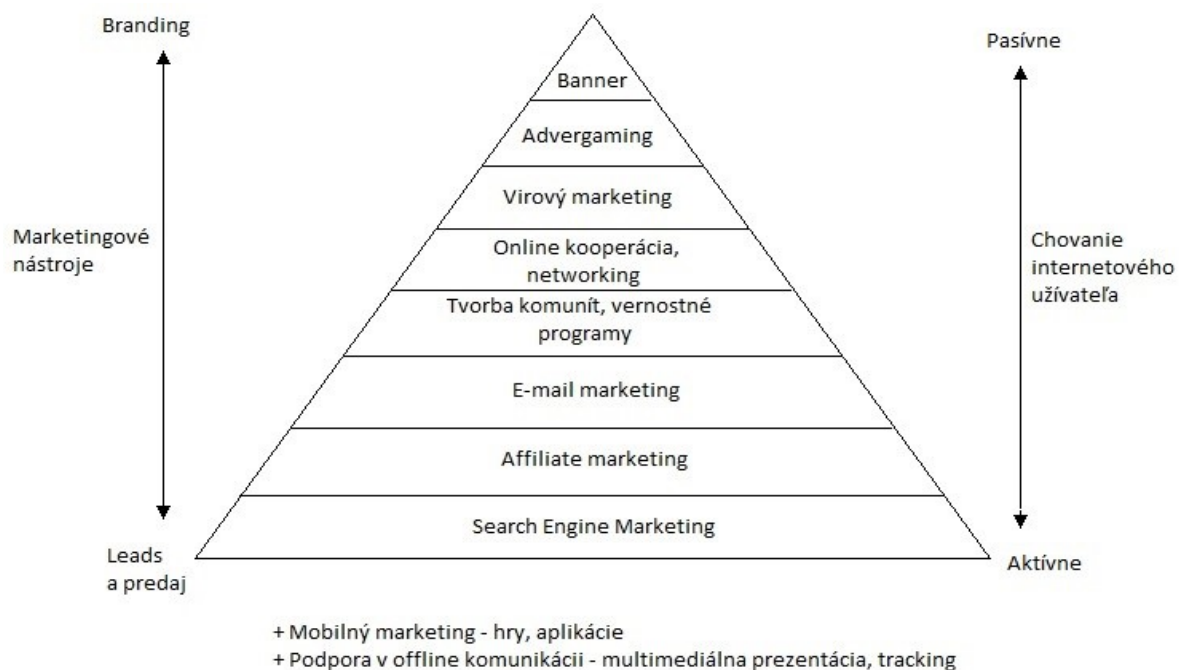 Branding
Pasívne
Banner
Advergaming
Virový marketing
Marketingové
nástroje
Online kooperácia,
networking
Chovanie
internetového
užívateľa
Tvorba komunít, vernostné
programy
E-mail marketing
Affiliate marketing
Search Engine Marketing
Leads
a predaj
Aktívne
+ Mobilný marketing - hry, aplikácie
+ Podpora v offline komunikácii - multimediálna prezentácia, tracking